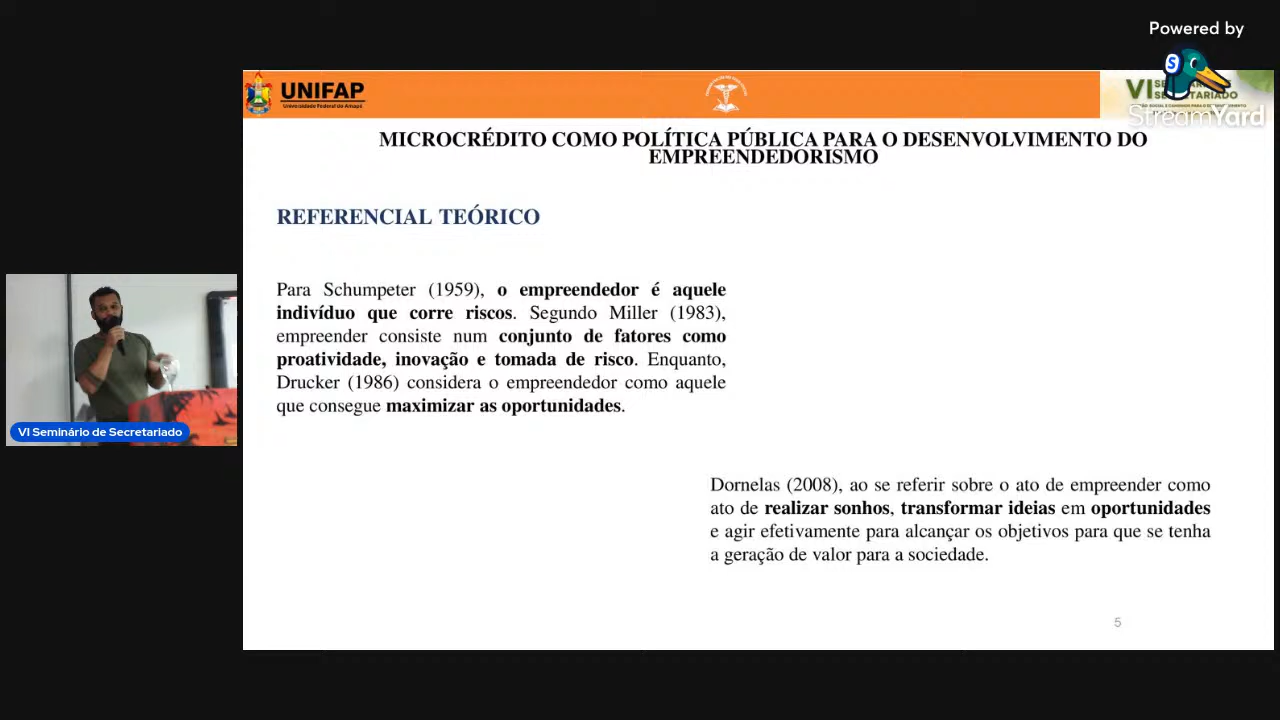 Powered by
StreamYard
UNIFAP
Universidade Federal do Amapá
VI
MICROCRÉDITO COMO POLÍTICA PÚBLICA PARA O DESENVOLVIMENTO DO
EMPREENDEDORISMO
REFERENCIAL TEÓRICO
Para Schumpeter (1959), o empreendedor é aquele
indivíduo que corre riscos. Segundo Miller (1983),
empreender consiste num conjunto de fatores como
proatividade, inovação e tomada de risco. Enquanto,
Drucker (1986) considera o empreendedor como aquele
que consegue maximizar as oportunidades.
VI Seminário de Secretariado
Dornelas (2008), ao se referir sobre o ato de empreender como
ato de realizar sonhos, transformar ideias em oportunidades
e agir efetivamente para alcançar os objetivos para que se tenha
a geração de valor para a sociedade.
5